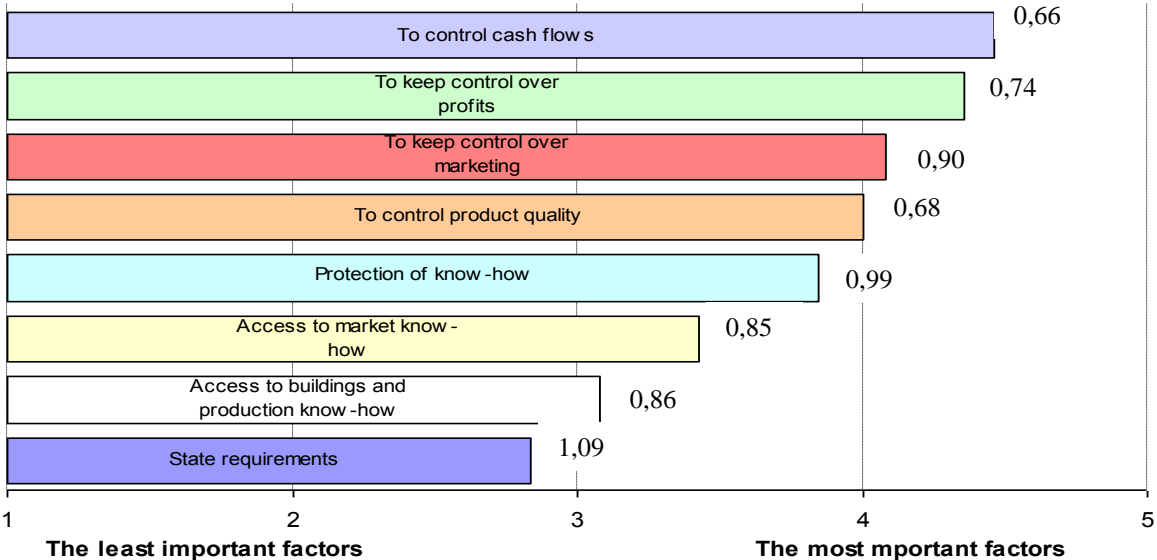 To control cash flows
0,66
To keep control over
profits
0,74
To keep control over
marketing
0,90
To control product quality
0,68
Protection of know-how
0,99
Access to market know-
how
0,85
Access to buildings and
production know-how
0,86
State requirements
1,09
1 2 3 4 5
The least important factors The most mportant factors